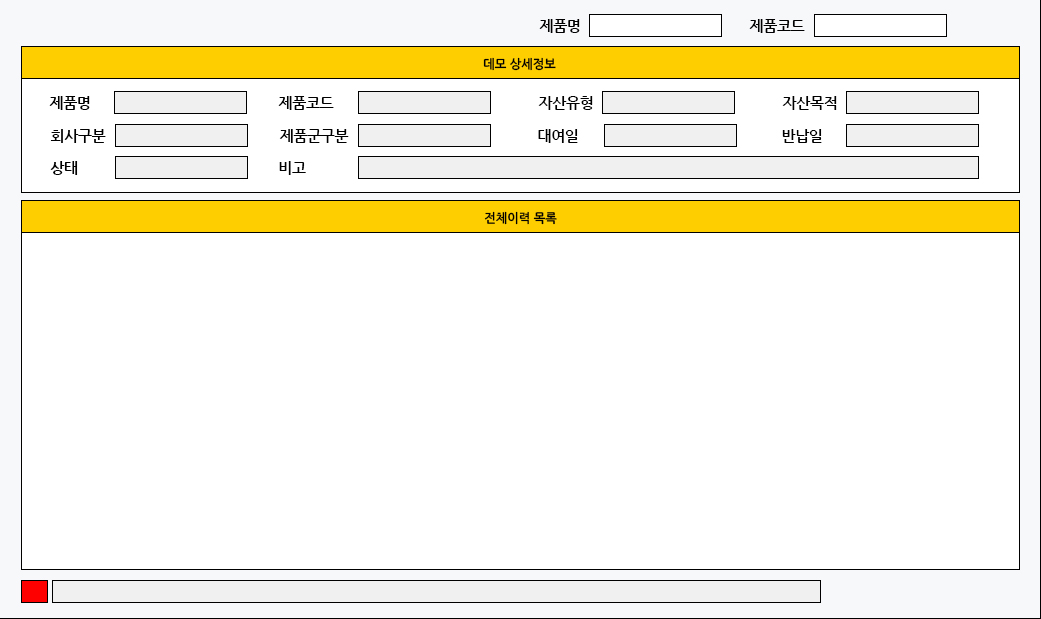 제품명 제품코드
데모 상세정보
제품명 제품코드 자산유형 자산목적
회사구분 제품군구분 대여일 반납일
상태 비고
전체이력 목록